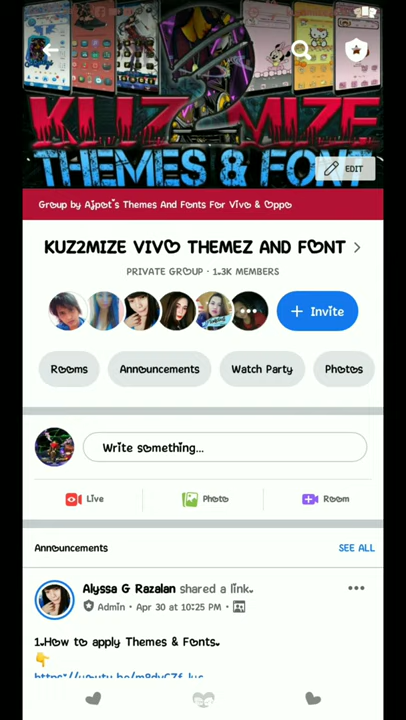 KUZ2MIZE
THEMES & FONT
EDIT
Group by Ajpot"s Themes And Fonts For Vivo & Oppo
KUZ2MIZE VIVO THEMEZ AND FONT
PRIVATE GROUP · 1.3K MEMBERS
Invite
Rooms Announcements Watch Party Photos
Write something...
Live Photo Room
Announcements SEE ALL
Alyssa G Razalan shared a link.
Admin • Apr 30 at 10:25 PM •
1.How to apply Themes & Fonts.
👇